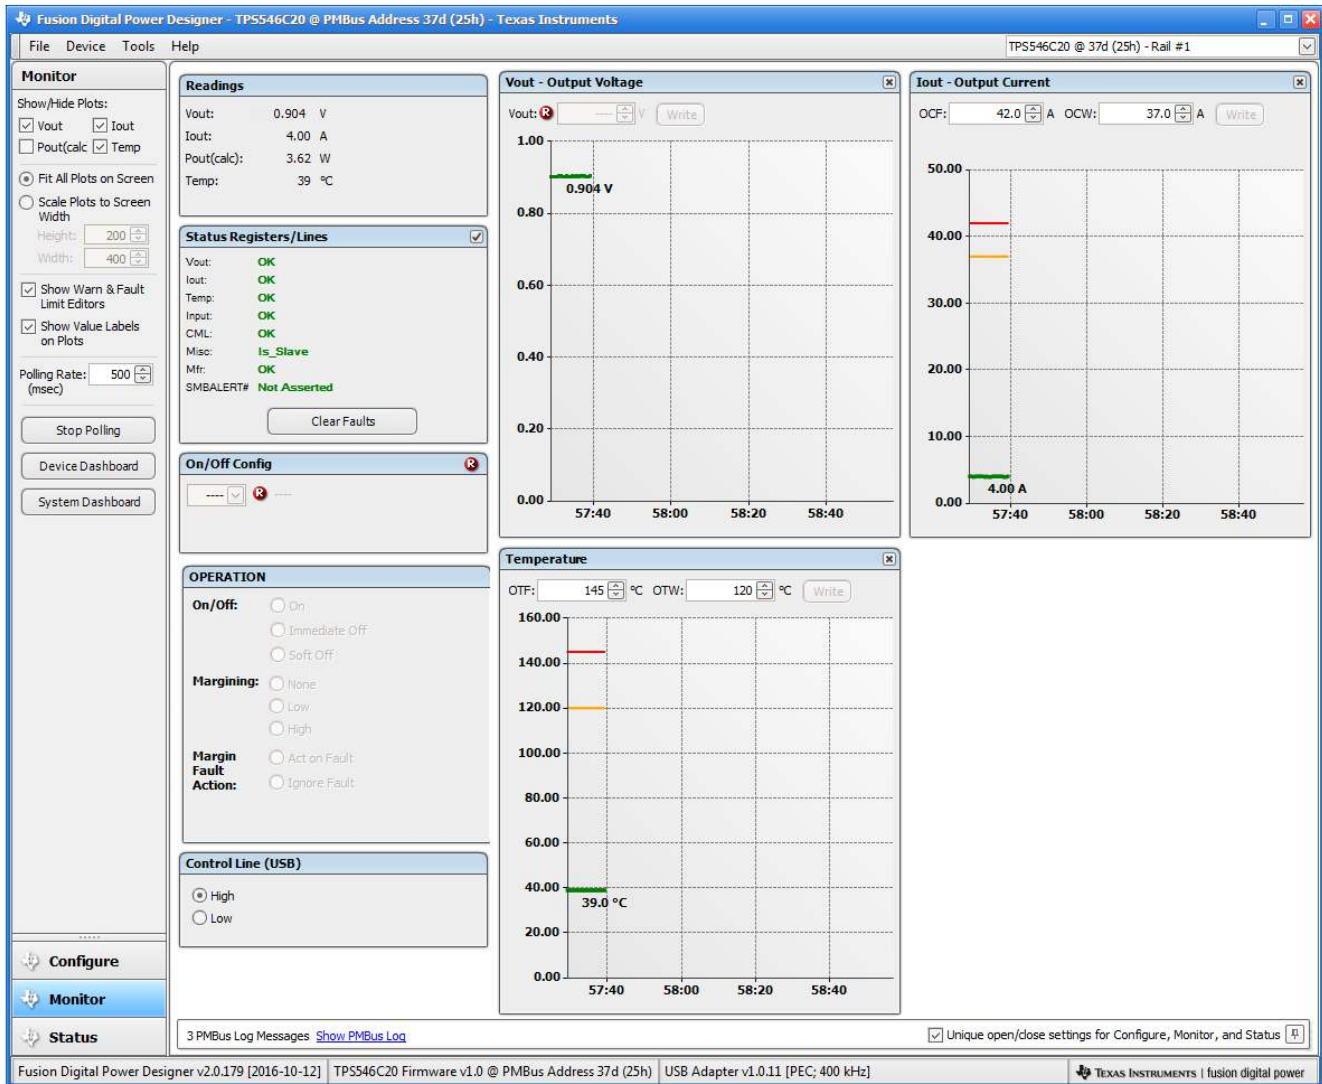 Fusion Digital Power Designer - TPS546C20 @ PMBus Address 37d (25h) - Texas Instruments
File Device Tools Help
TPS546C20 @ 37d (25h) - Rail #1
Monitor
Show/Hide Plots:
Vout Iout
Pout(calc Temp
Fit All Plots on Screen
Scale Plots to Screen
Width
Height: 200
Width: 400
Show Warn & Fault
Limit Editors
Show Value Labels
on Plots
Polling Rate: 500
(msec)
Stop Polling
Device Dashboard
System Dashboard
Configure
Monitor
Status
Readings
Vout: 0.904 V
Iout: 4.00 A
Pout(calc): 3.62 W
Temp: 39 ºC
Status Registers/Lines
Vout: OK
Iout: OK
Temp: OK
Input: OK
CML: OK
Misc: Is_Slave
Mfr: OK
SMBALERT# Not Asserted
Clear Faults
On/Off Config R
---- R ----
OPERATION
On/Off: On
Immediate Off
Soft Off
Margining: None
Low
High
Margin
Fault
Action:
Act on Fault
Ignore Fault
Control Line (USB)
High
Low
Vout - Output Voltage
Vout: R ---- V Write
1.00
0.904 V
0.80
0.60
0.40
0.20
0.00
57:40 58:00 58:20 58:40
Iout - Output Current
OCF: 42.0 A OCW: 37.0 A Write
50.00
40.00
30.00
20.00
10.00
4.00 A
0.00
57:40 58:00 58:20 58:40
Temperature
OTF: 145 ºC OTW: 120 ºC Write
160.00
140.00
120.00
100.00
80.00
60.00
40.00
39.0 ºC
20.00
0.00
57:40 58:00 58:20 58:40
3 PMBus Log Messages Show PMBus Log
Unique open/close settings for Configure, Monitor, and Status
Fusion Digital Power Designer v2.0.179 [2016-10-12] TPS546C20 Firmware v1.0 @ PMBus Address 37d (25h) USB Adapter v1.0.11 [PEC; 400 kHz] TEXAS INSTRUMENTS | fusion digital power